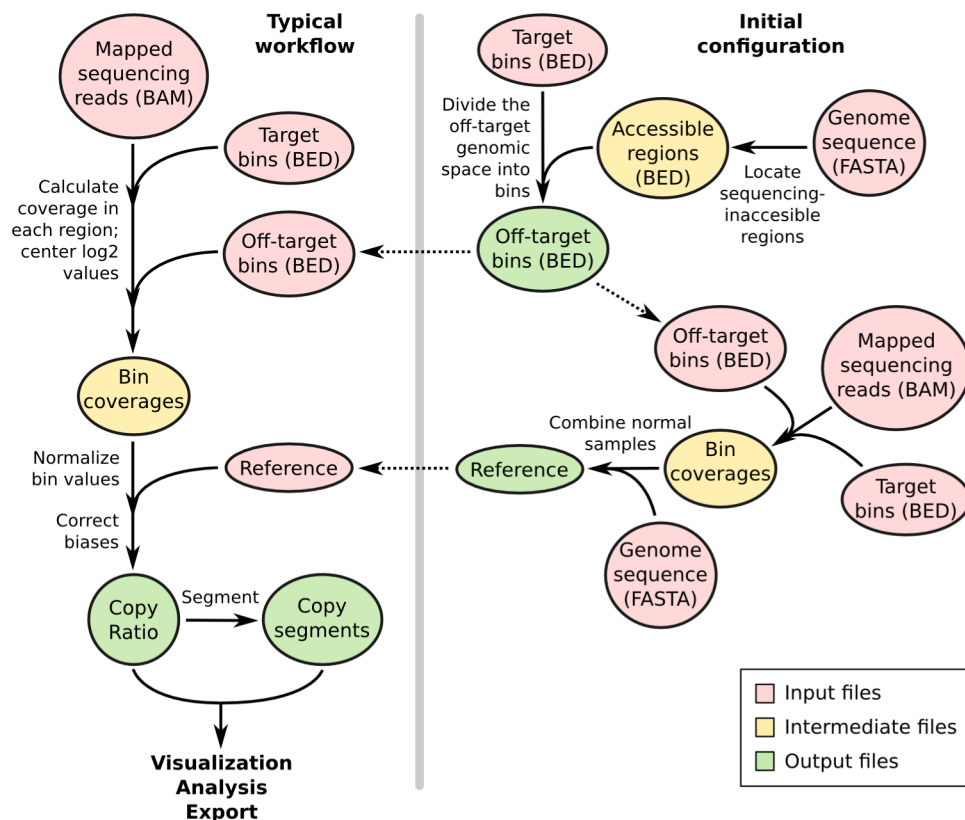 Typical
workflow
Mapped
sequencing
reads (BAM)
Target
bins (BED)
Calculate
coverage in
each region;
center log2
values
Off-target
bins (BED)
Bin
coverages
Normalize
bin values
Reference
Correct
biases
Copy
Ratio
Segment
Copy
segments
Visualization
Analysis
Export
Initial
configuration
Target
bins (BED)
Divide the
off-target
genomic
space into
bins
Accessible
regions
(BED)
Genome
sequence
(FASTA)
Locate
sequencing-
inaccesible
regions
Off-target
bins (BED)
Off-target
bins (BED)
Mapped
sequencing
reads (BAM)
Combine normal
samples
Reference
Bin
coverages
Target
bins (BED)
Genome
sequence
(FASTA)
Input files
Intermediate files
Output files